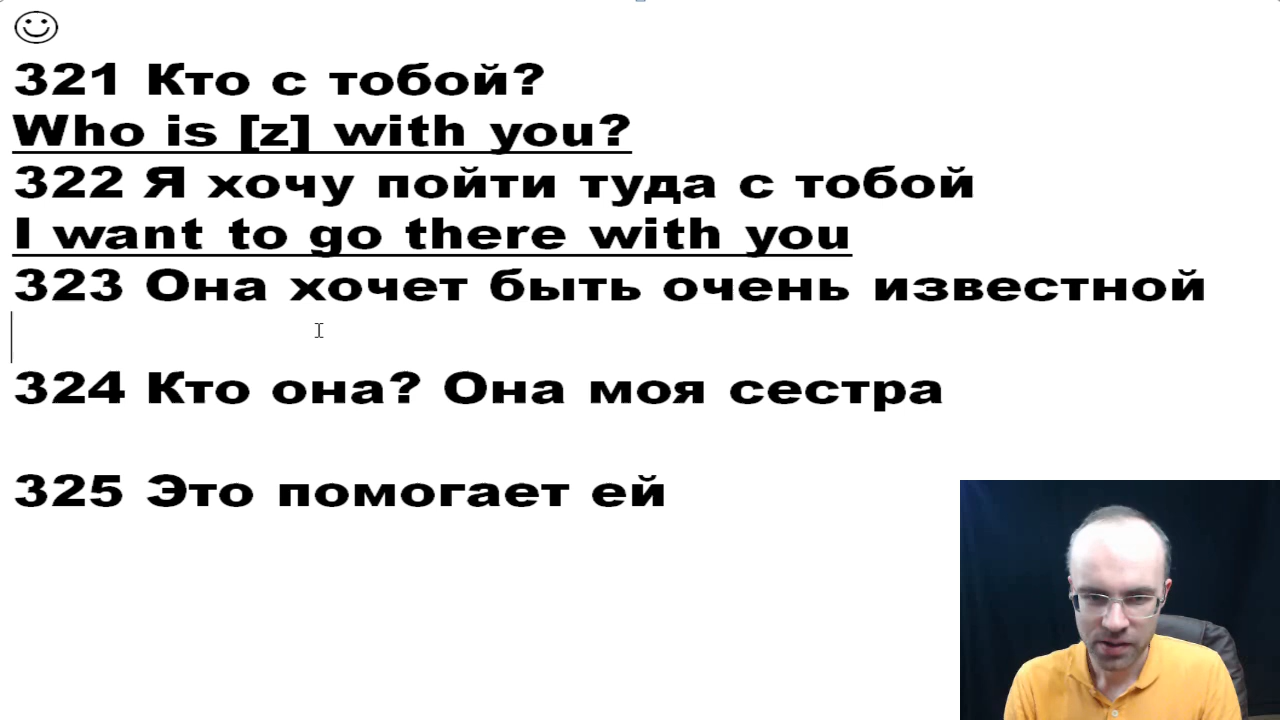 321 Кто с тобой?
Who is [z] with you?
322 Я хочу пойти туда с тобой
I want to go there with you
323 Она хочет быть очень известной
324 Кто она? Она моя сестра
325 Это помогает ей